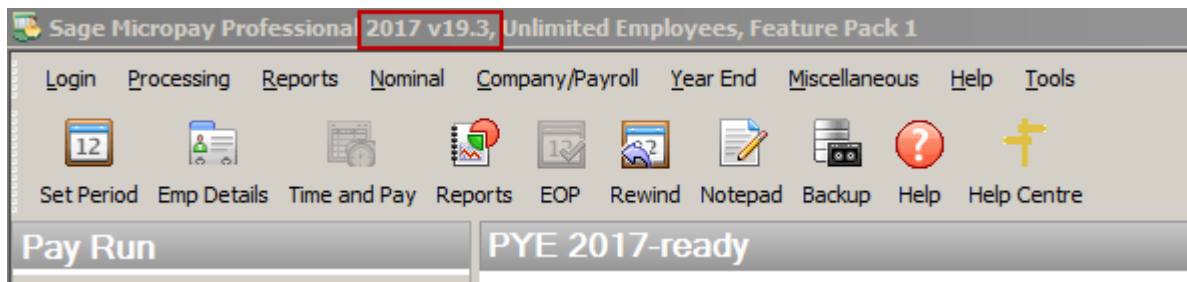 Sage Micropay Professional 2017 v19.3, Unlimited Employees, Feature Pack 1
Login Processing Reports Nominal Company/Payroll Year End Miscellaneous Help Tools
12 12 12
Set Period Emp Details Time and Pay Reports EOP Rewind Notepad Backup Help Help Centre
Pay Run PYE 2017-ready